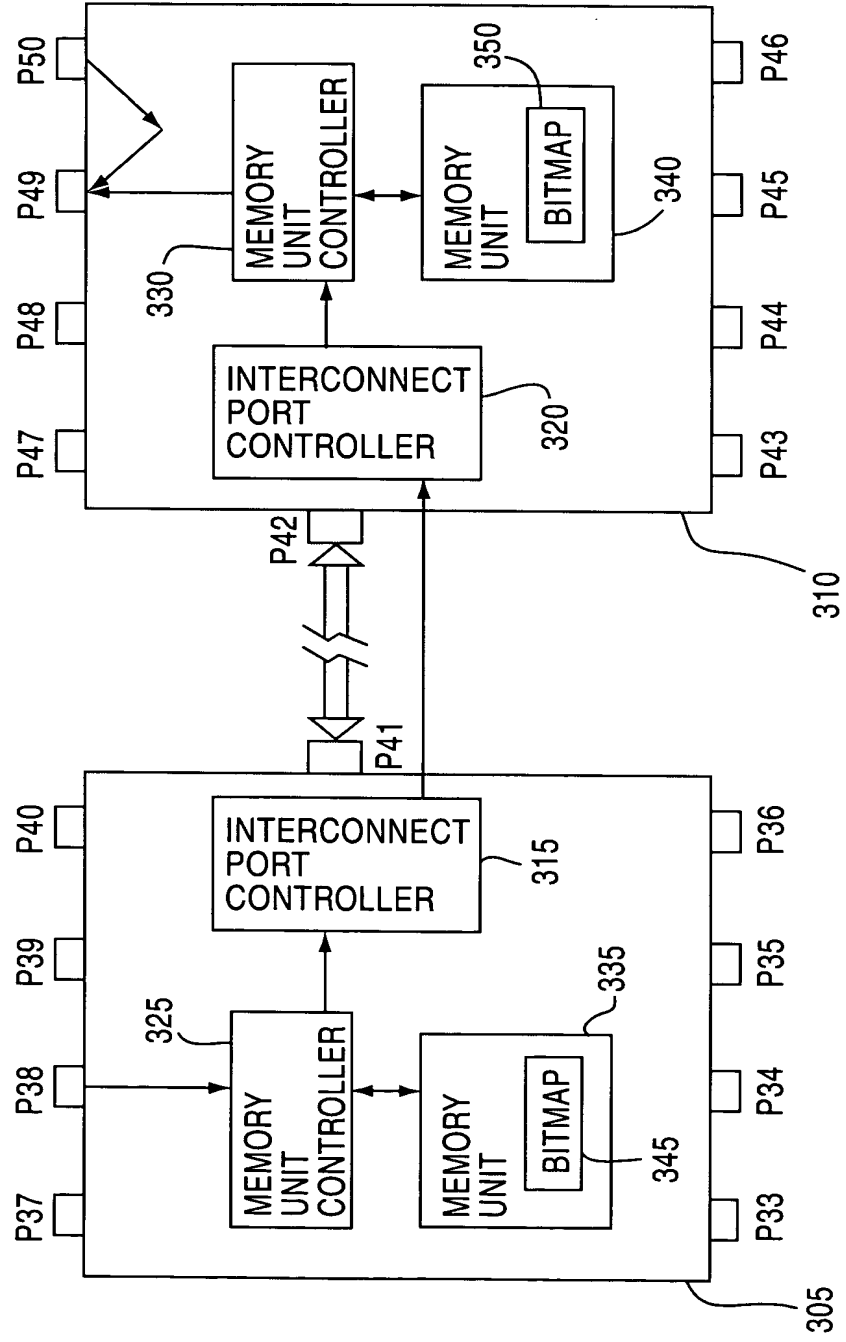 P37
P38
P39
P40
P47
P48
P49
P50
325
MEMORY
UNIT
CONTROLLER
INTERCONNECT
PORT
CONTROLLER
315
P41
P42
INTERCONNECT
PORT
CONTROLLER
320
330
MEMORY
UNIT
CONTROLLER
MEMORY
UNIT
BITMAP
335
345
MEMORY
UNIT
BITMAP
350
340
P33
P34
P35
P36
P43
P44
P45
P46
305
310